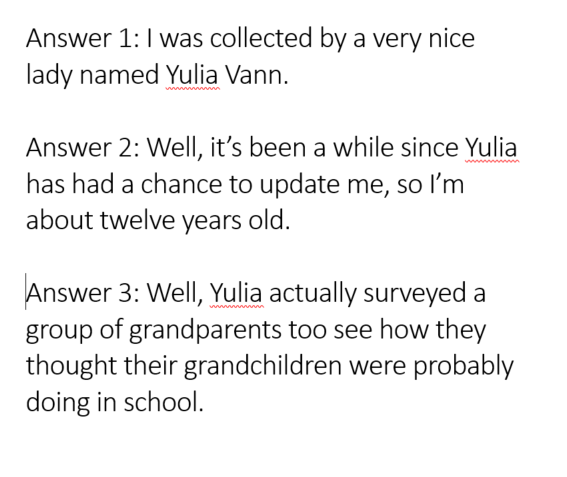 Answer 1: I was collected by a very nice
lady named Yulia Vann.
Answer 2: Well, it’s been a while since Yulia
has had a chance to update me, so I’m
about twelve years old.
Answer 3: Well, Yulia actually surveyed a
group of grandparents too see how they
thought their grandchildren were probably
doing in school.